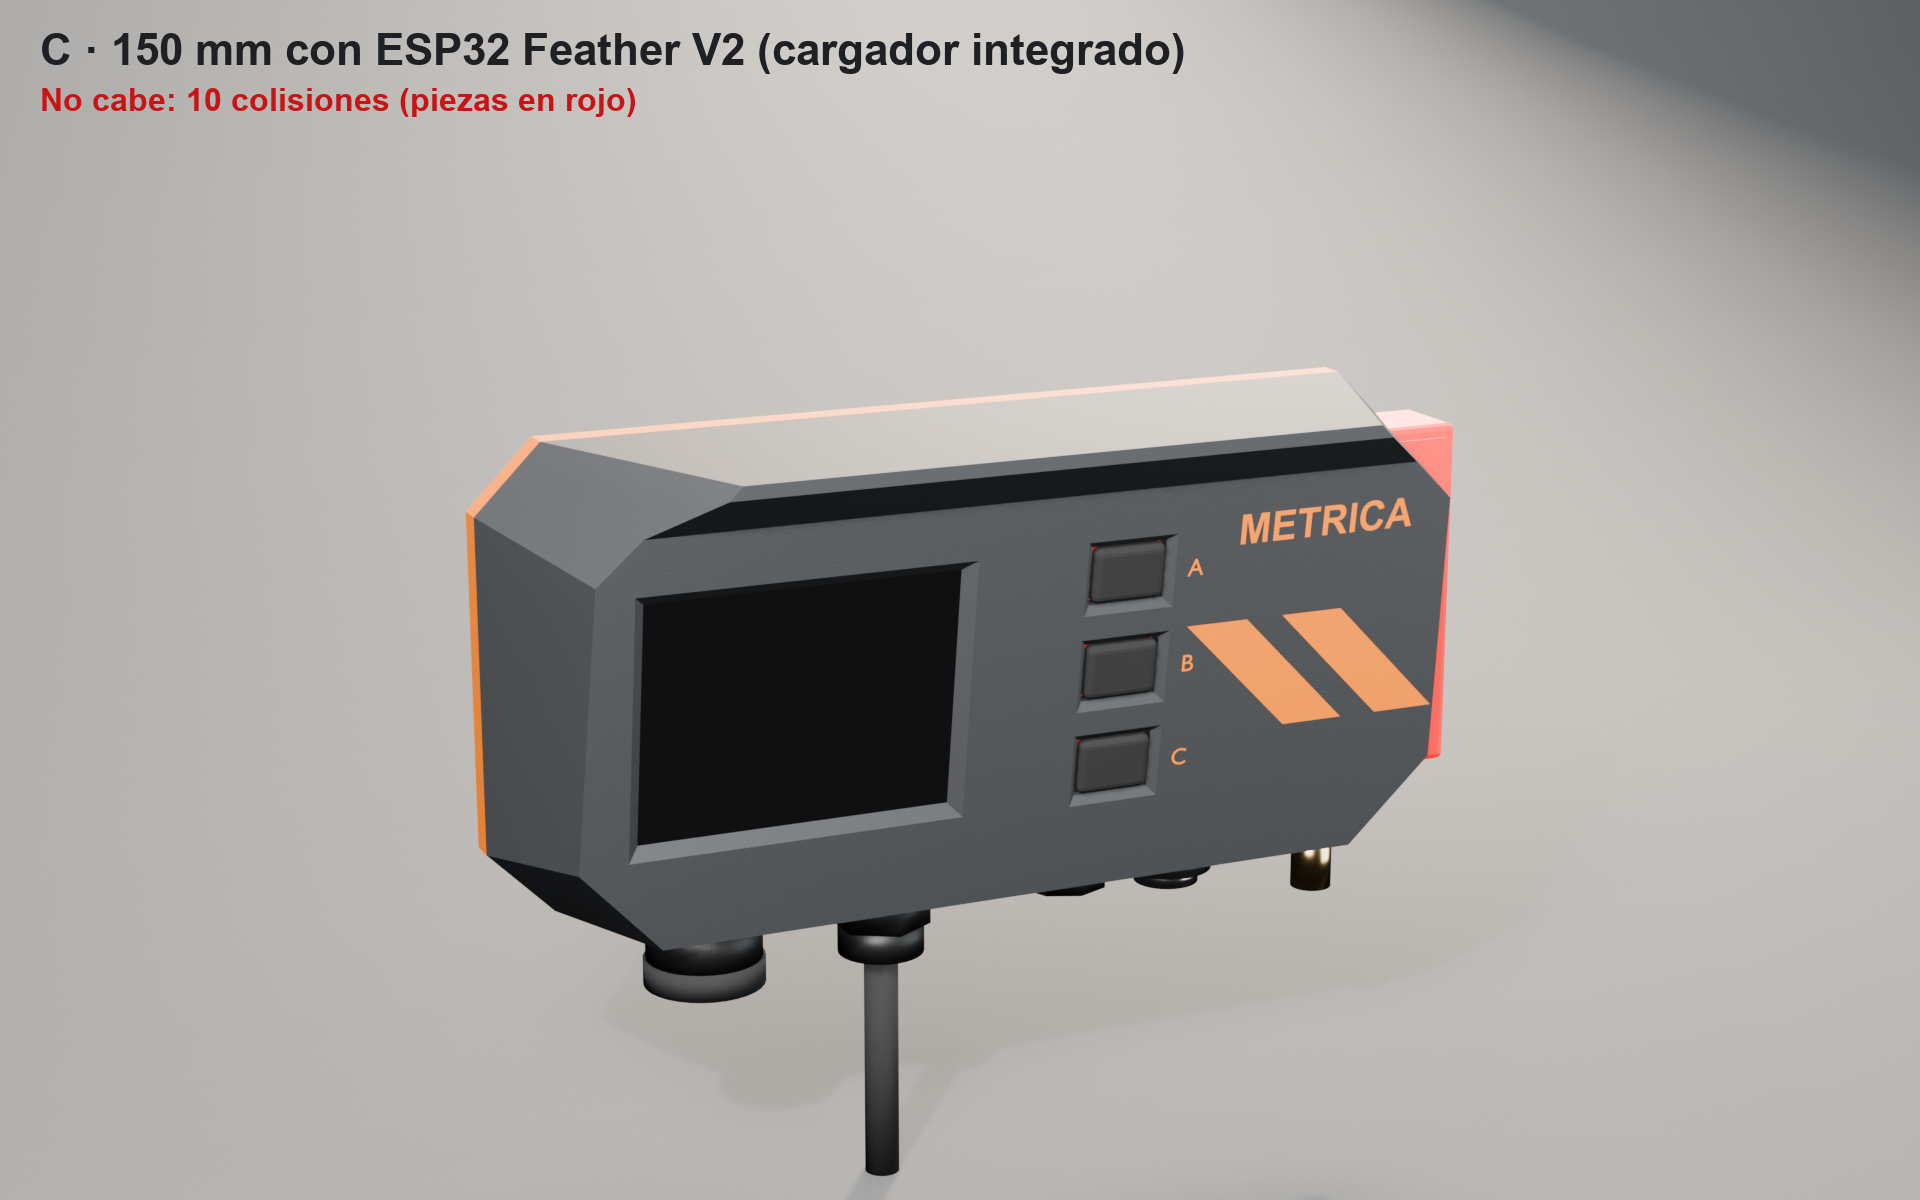 C · 150 mm con ESP32 Feather V2 (cargador integrado)
No cabe: 10 colisiones (piezas en rojo)
METRICA
A
B
C